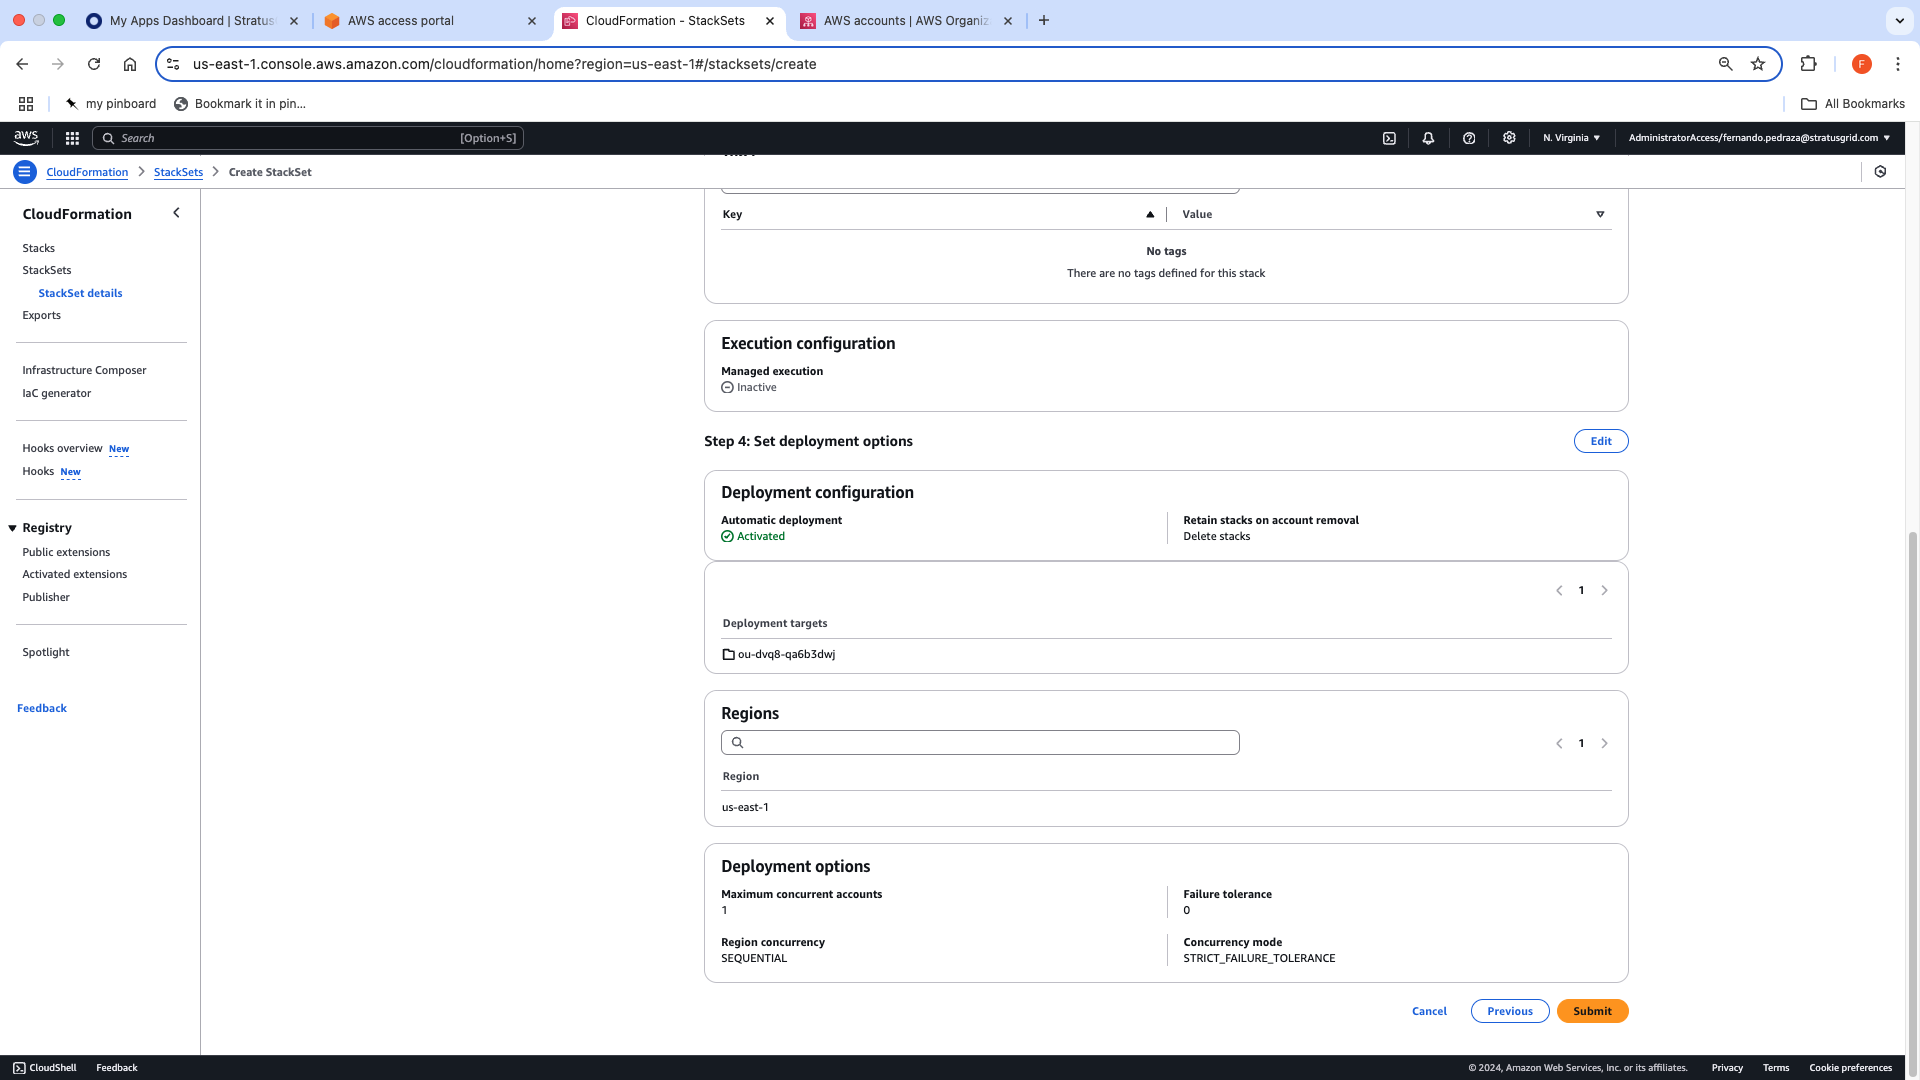 My Apps Dashboard | Stratus
AWS access portal
CloudFormation - StackSets
AWS accounts | AWS Organiz
us-east-1.console.aws.amazon.com/cloudformation/home?region=us-east-1#/stacksets/create
F
my pinboard
Bookmark it in pin...
All Bookmarks
aws
Search
[Option+S]
N. Virginia
AdministratorAccess/fernando.pedraza@stratusgrid.com
CloudFormation
StackSets
Create StackSet
CloudFormation
Stacks
StackSets
StackSet details
Exports
Infrastructure Composer
IaC generator
Hooks overview New
Hooks New
Registry
Public extensions
Activated extensions
Publisher
Spotlight
Feedback
Key
Value
No tags
There are no tags defined for this stack
Execution configuration
Managed execution
Inactive
Step 4: Set deployment options
Edit
Deployment configuration
Automatic deployment
Activated
Retain stacks on account removal
Delete stacks
1
Deployment targets
ou-dvq8-qa6b3dwj
Regions
1
Region
us-east-1
Deployment options
Maximum concurrent accounts
1
Failure tolerance
0
Region concurrency
SEQUENTIAL
Concurrency mode
STRICT_FAILURE_TOLERANCE
Cancel
Previous
Submit
CloudShell
Feedback
© 2024, Amazon Web Services, Inc. or its affiliates.
Privacy
Terms
Cookie preferences